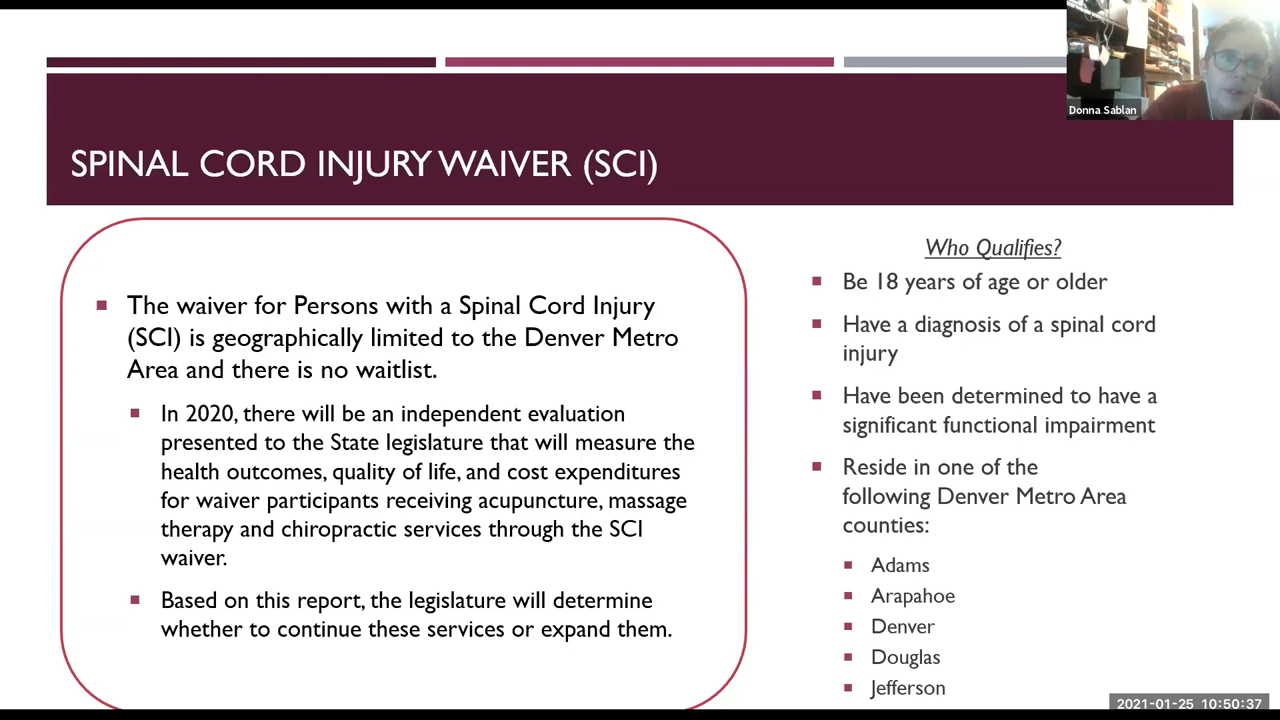 Donna Sablan
SPINAL CORD INJURY WAIVER (SCI)
The waiver for Persons with a Spinal Cord Injury
(SCI) is geographically limited to the Denver Metro
Area and there is no waitlist.
In 2020, there will be an independent evaluation
presented to the State legislature that will measure the
health outcomes, quality of life, and cost expenditures
for waiver participants receiving acupuncture, massage
therapy and chiropractic services through the SCI
waiver.
Based on this report, the legislature will determine
whether to continue these services or expand them.
Who Qualifies?
Be 18 years of age or older
Have a diagnosis of a spinal cord
injury
Have been determined to have a
significant functional impairment
Reside in one of the
following Denver Metro Area
counties:
Adams
Arapahoe
Denver
Douglas
Jefferson
2021-01-25 10:50:37